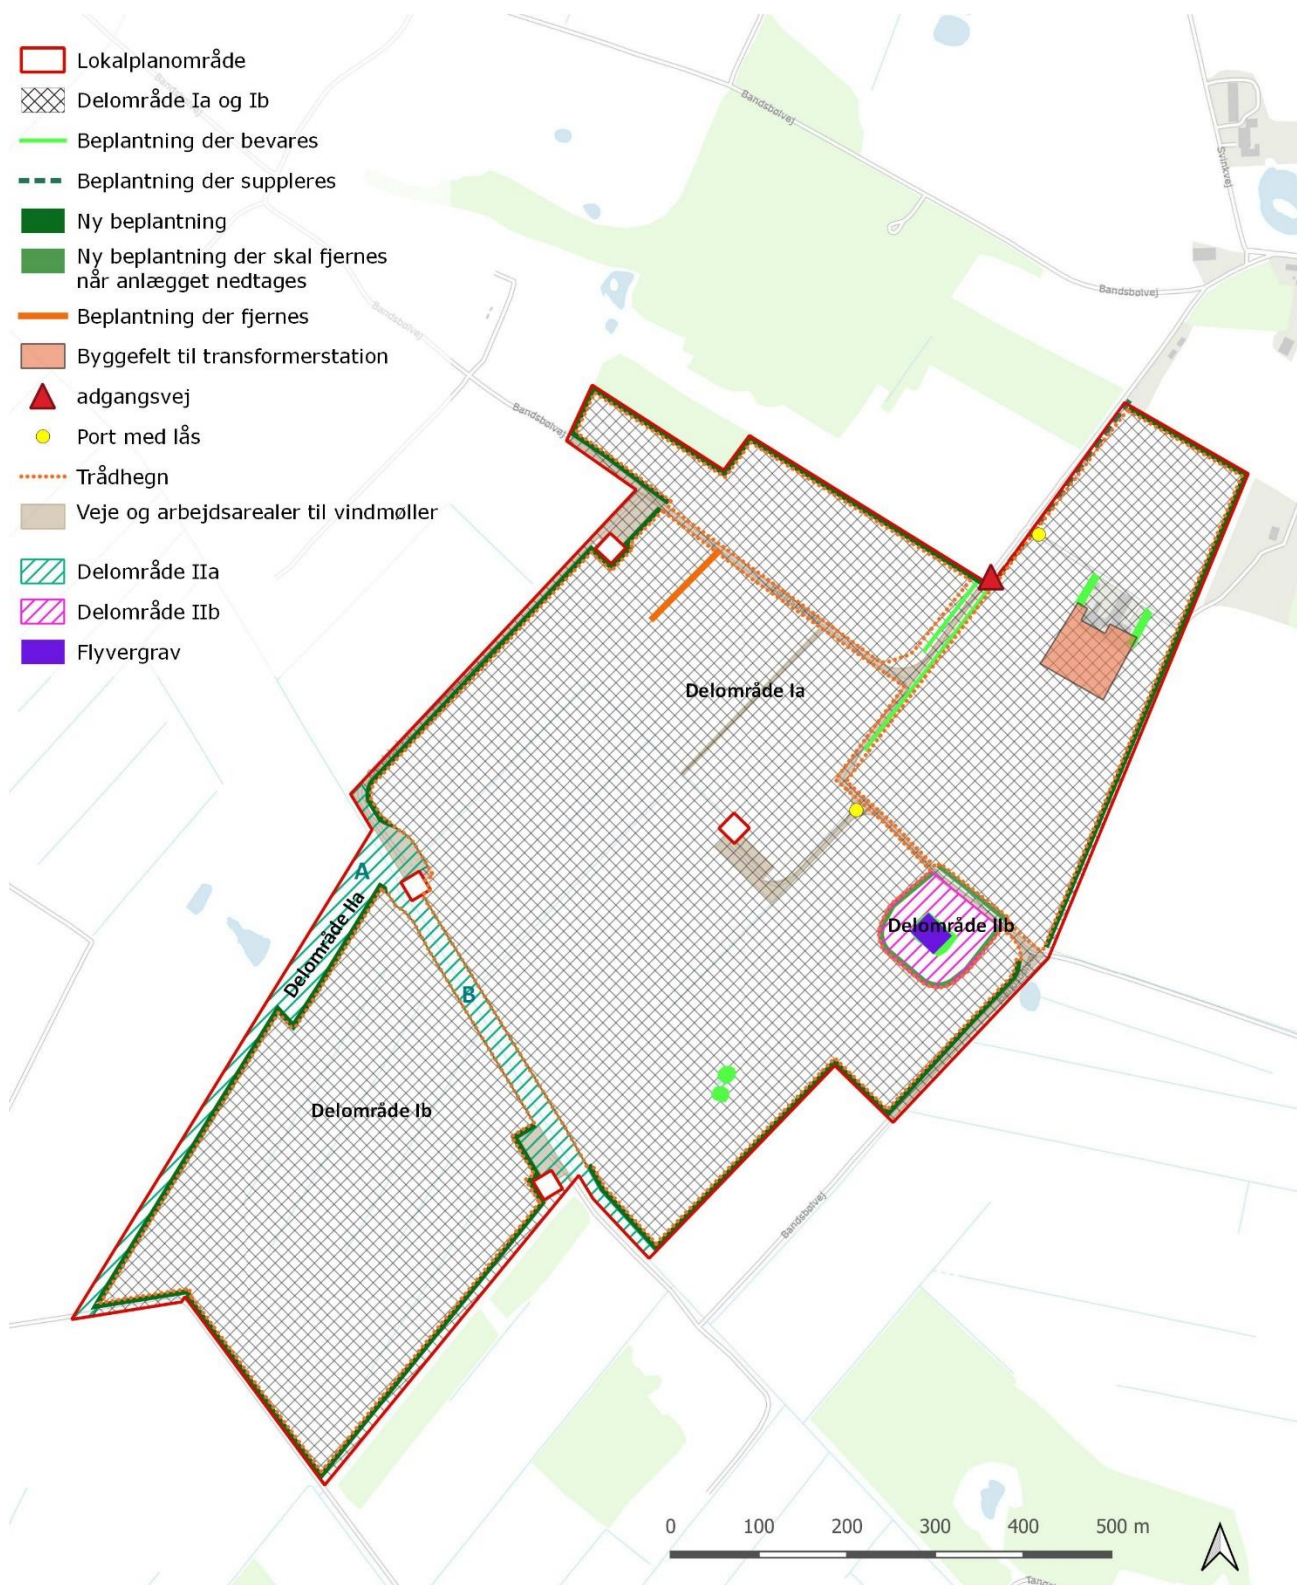 Lokalplanområde
Delområde Ia og Ib
Beplantning der bevares
Beplantning der suppleres
Ny beplantning
Ny beplantning der skal fjernes
når anlægget nedtages
Beplantning der fjernes
Byggefelt til transformerstation
adgangsvej
Port med lås
Trådhegn
Veje og arbejdsarealer til vindmøller
Delområde IIa
Delområde IIb
Flyvergrav
Bandsbølvej
Bandsbølvej
Svinkvej
Bandsbølvej
Bandsbølvej
Bandsbølvej
Delområde Ia
A
Delområde IIa
Delområde IIb
B
Delområde Ib
Bandsbølvej
0 100 200 300 400 500 m